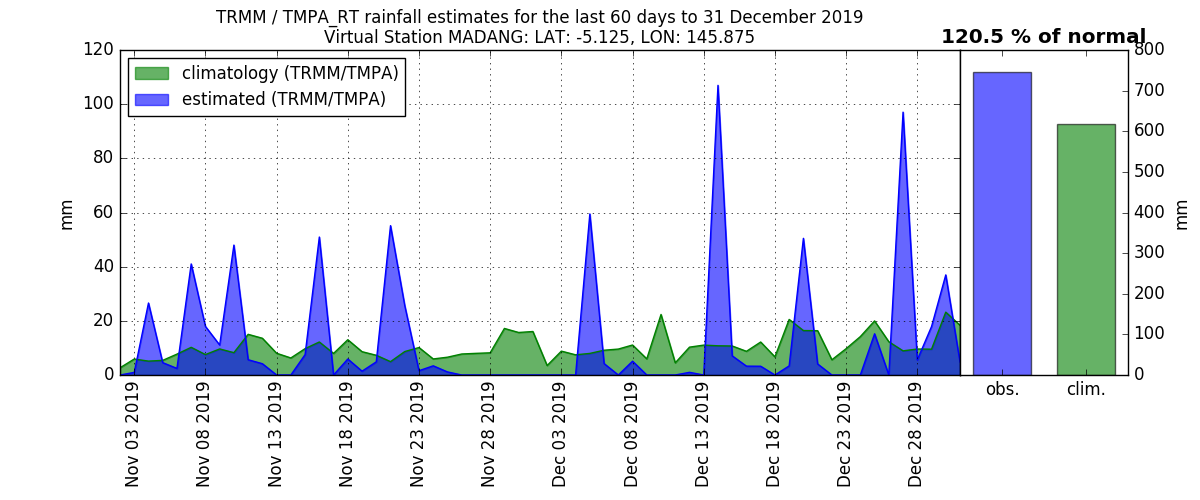 TRMM / TMPA_RT rainfall estimates for the last 60 days to 31 December 2019
Virtual Station MADANG: LAT: -5.125, LON: 145.875
120.5 % of normal
climatology (TRMM/TMPA)
estimated (TRMM/TMPA)
mm
120
100
80
60
40
20
0
Nov 03 2019
Nov 08 2019
Nov 13 2019
Nov 18 2019
Nov 23 2019
Nov 28 2019
Dec 03 2019
Dec 08 2019
Dec 13 2019
Dec 18 2019
Dec 23 2019
Dec 28 2019
obs.
clim.
800
700
600
500
400
300
200
100
0
mm